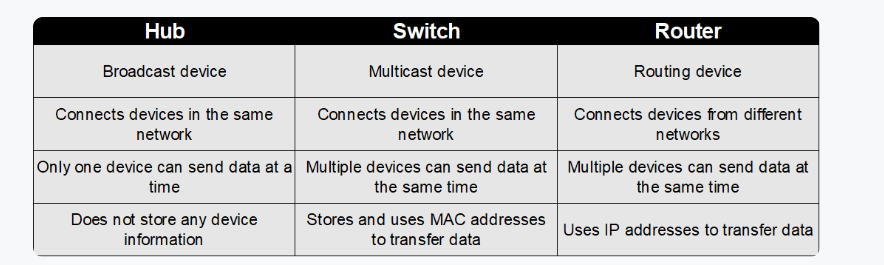 Hub Switch Router
Broadcast device Multicast device Routing device
Connects devices in the same Connects devices in the same Connects devices from different
network network networks
Only one device can send data at a Multiple devices can send data at Multiple devices can send data at
time the same time the same time
Does not store any device Stores and uses MAC addresses Uses IP addresses to transfer data
information to transfer data